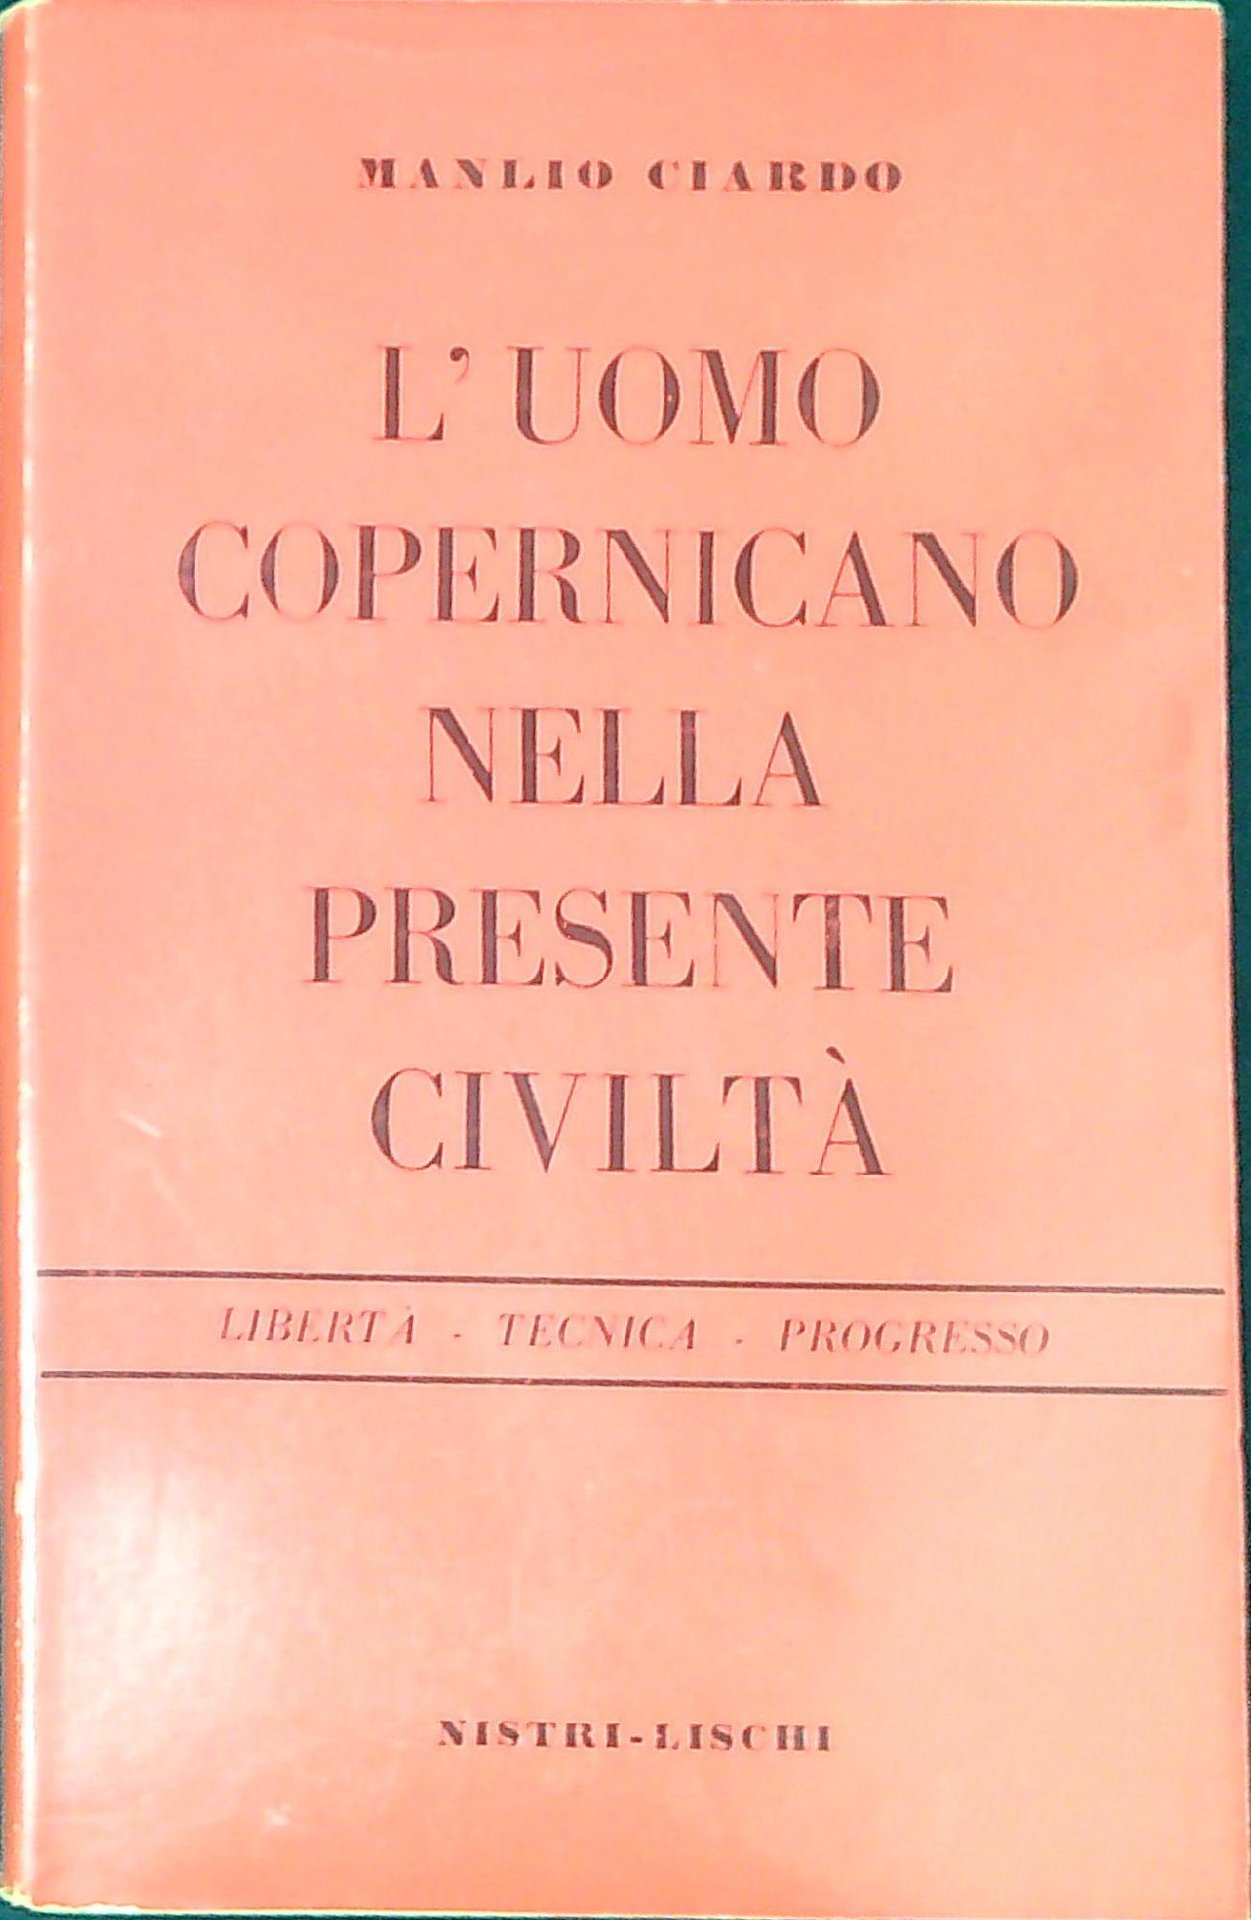 MANLIO CIARDO
L'UOMO
COPERNICANO
NELLA
PRESENTE
CIVILTÀ
LIBERTÀ - TECNICA - PROGRESSO
NISTRI-LISCHI